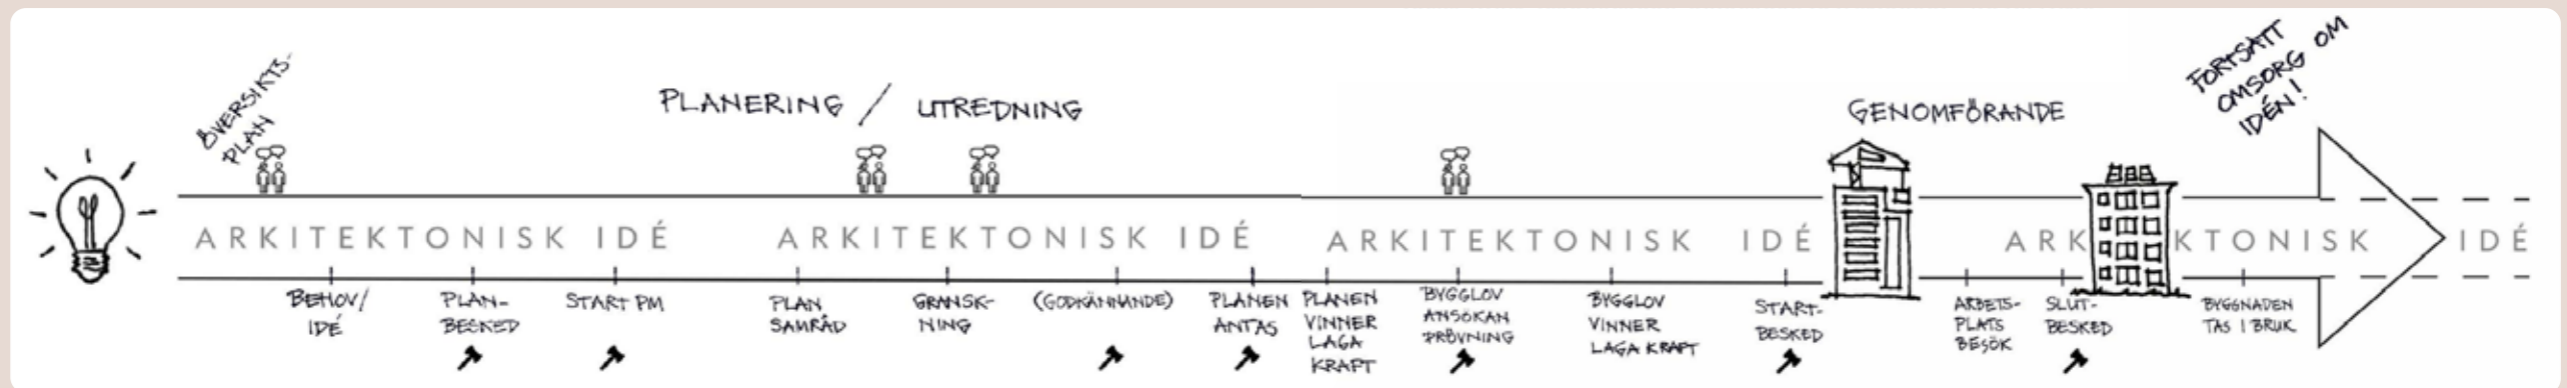 ÖVERSIKTS-
PLAN
PLANERING / UTREDNING
GENOMFÖRANDE
FORTSATT
OMSORG OM
IDÉN!
ARKITEKTONISK IDÉ
ARKITEKTONISK IDÉ
ARKITEKTONISK IDÉ
ARK KTONISK IDÉ
BEHOV/
IDÉ
PLAN-
BESKED
START PM
PLAN
SAMRÅD
GRANSK-
NING
(GODKÄNNANDE)
PLANEN
ANTAS
PLANEN
VINNER
LAGA
KRAFT
BYGGLOV
ANSÖKAN
PRÖVNING
BYGGLOV
VINNER
LAGA KRAFT
START-
BESKED
ARBETS-
PLATS
BESÖK
SLUT-
BESKED
BYGGNADEN
TAS I BRUK